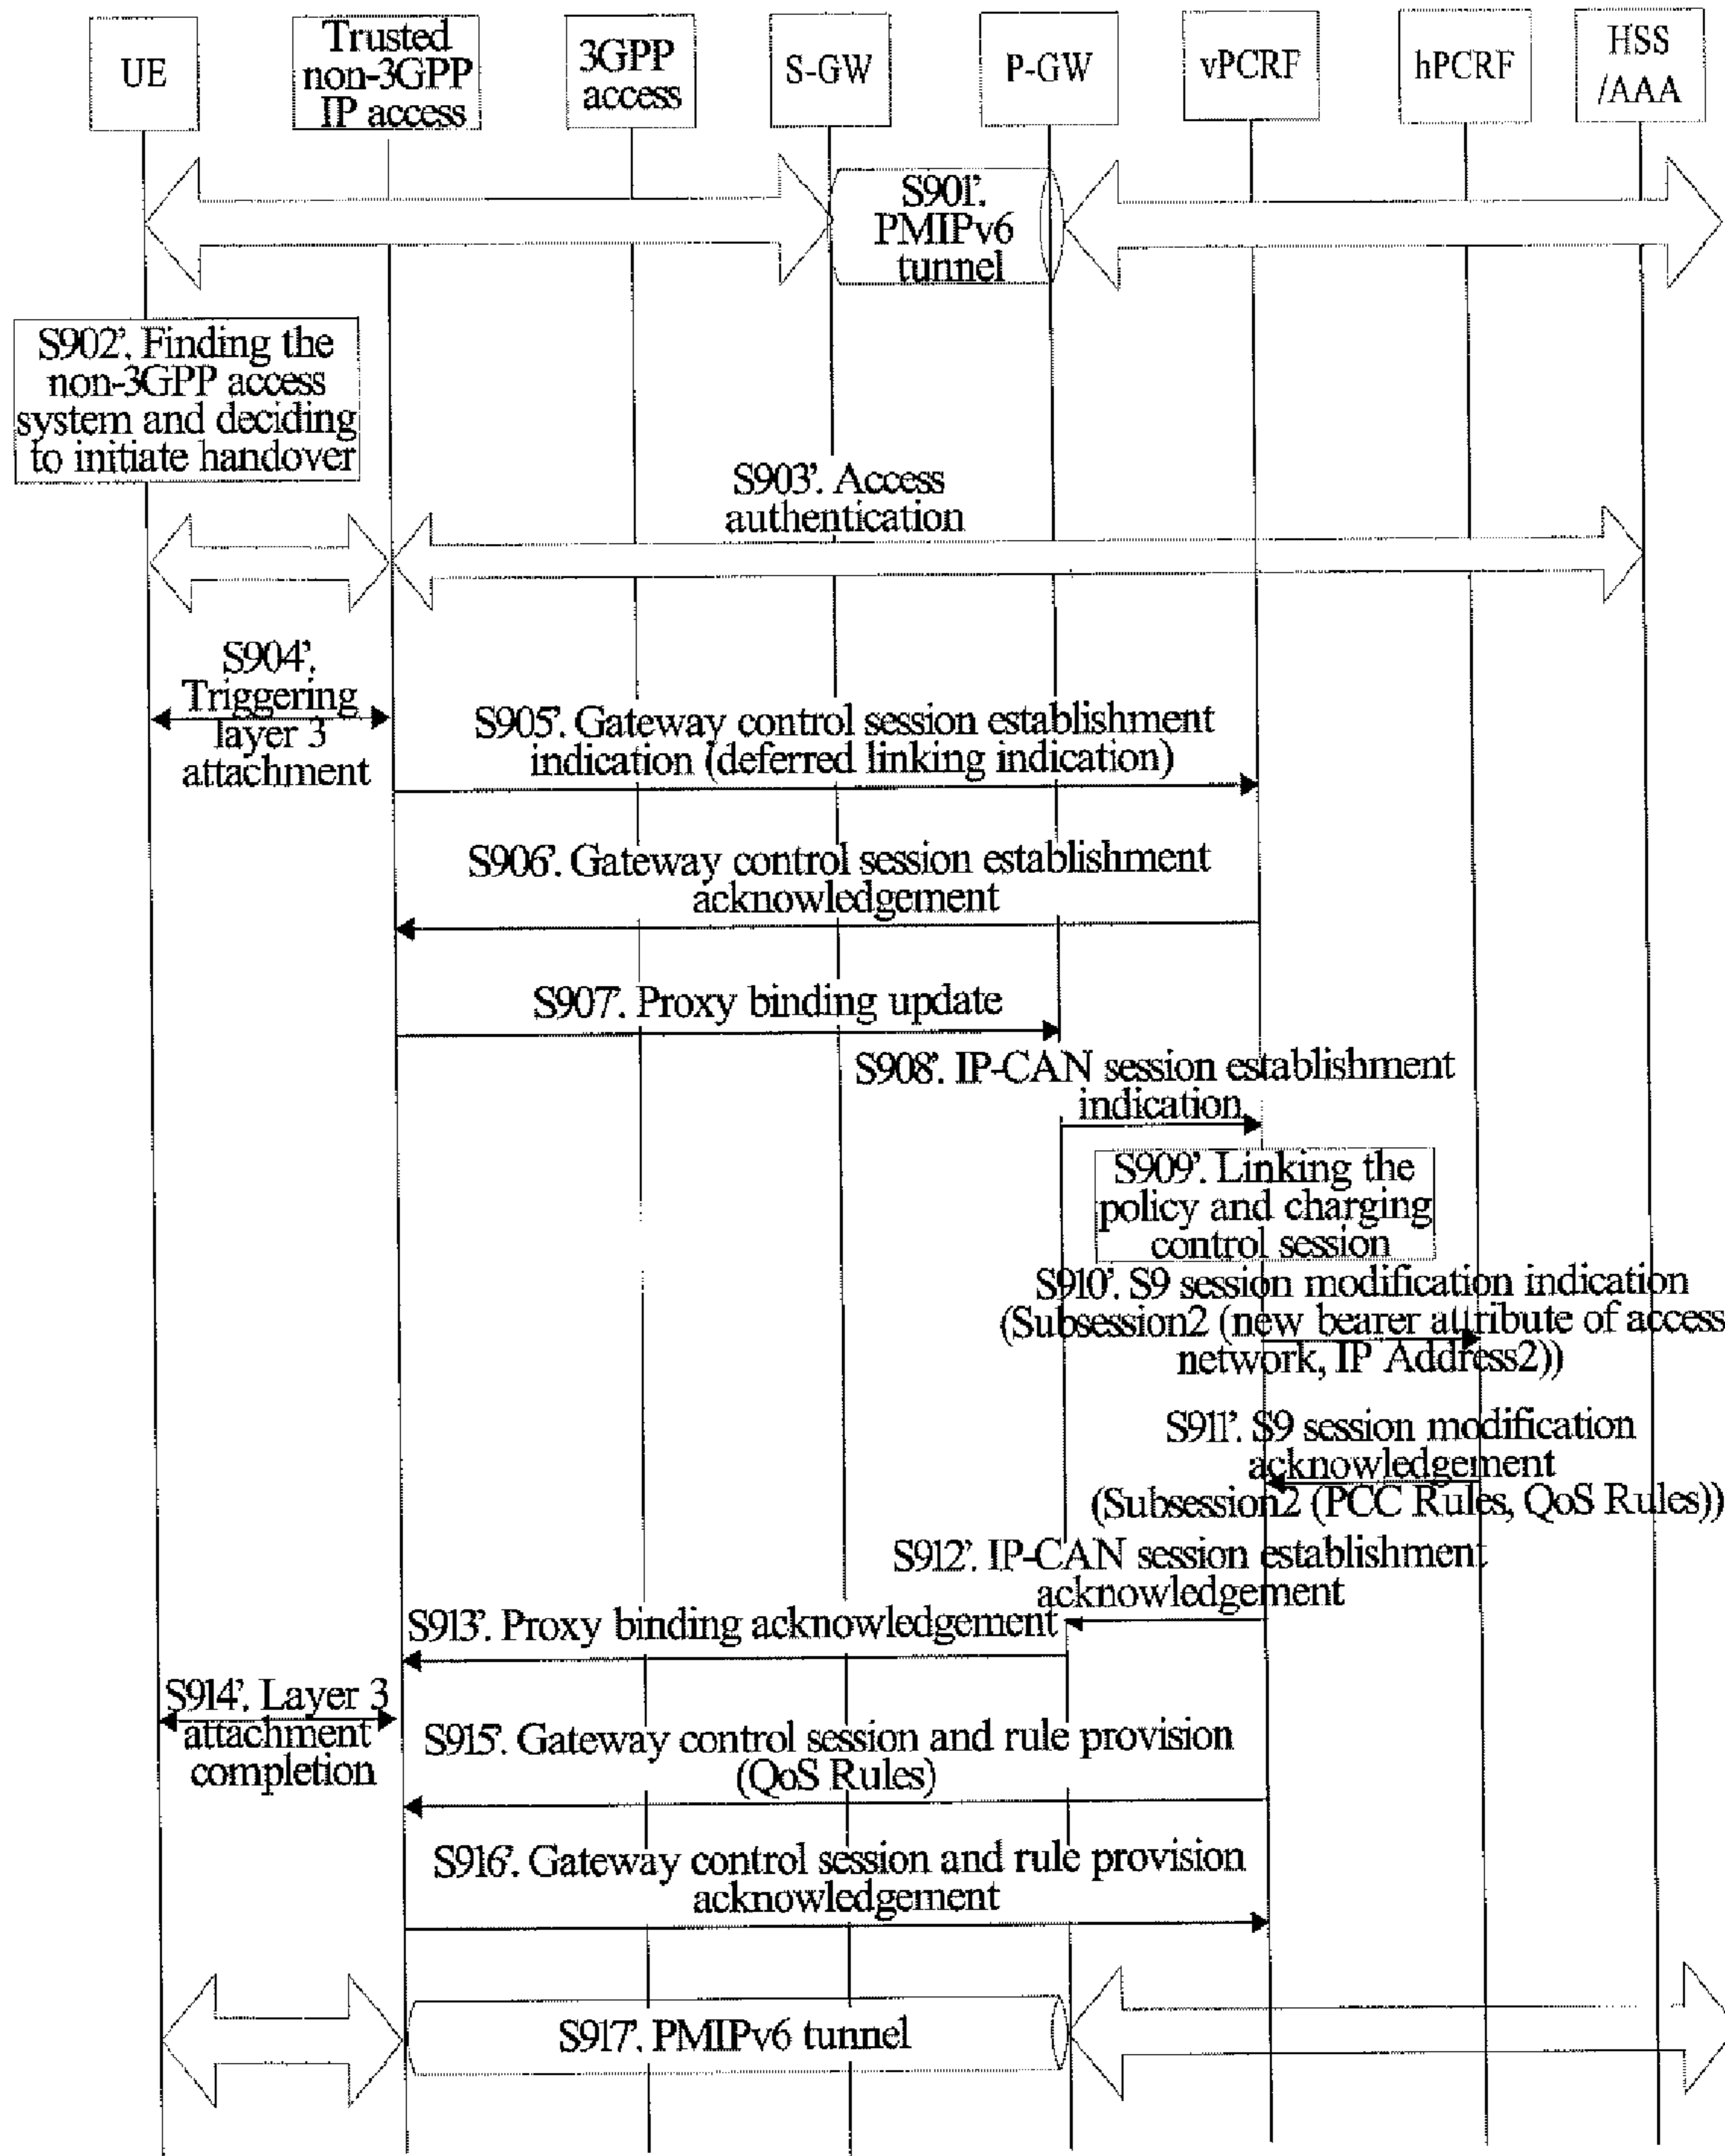 UE
Trusted
non-3GPP
IP access
3GPP
access
S-GW
P-GW
vPCRF
hPCRF
HSS
/AAA
S901'.
PMIPv6
tunnel
S902'. Finding the
non-3GPP access
system and deciding
to initiate handover
S903'. Access
authentication
S904'.
Triggering
layer 3
attachment
S905'. Gateway control session establishment
indication (deferred linking indication)
S906'. Gateway control session establishment
acknowledgement
S907'. Proxy binding update
S908'. IP-CAN session establishment
indication
S909'. Linking the
policy and charging
control session
S910'. S9 session modification indication
(Subsession2 (new bearer attribute of access
network, IP Address2))
S911'. S9 session modification
acknowledgement
(Subsession2 (PCC Rules, QoS Rules))
S912'. IP-CAN session establishment
acknowledgement
S913'. Proxy binding acknowledgement
S914'. Layer 3
attachment
completion
S915'. Gateway control session and rule provision
(QoS Rules)
S916'. Gateway control session and rule provision
acknowledgement
S917'. PMIPv6 tunnel